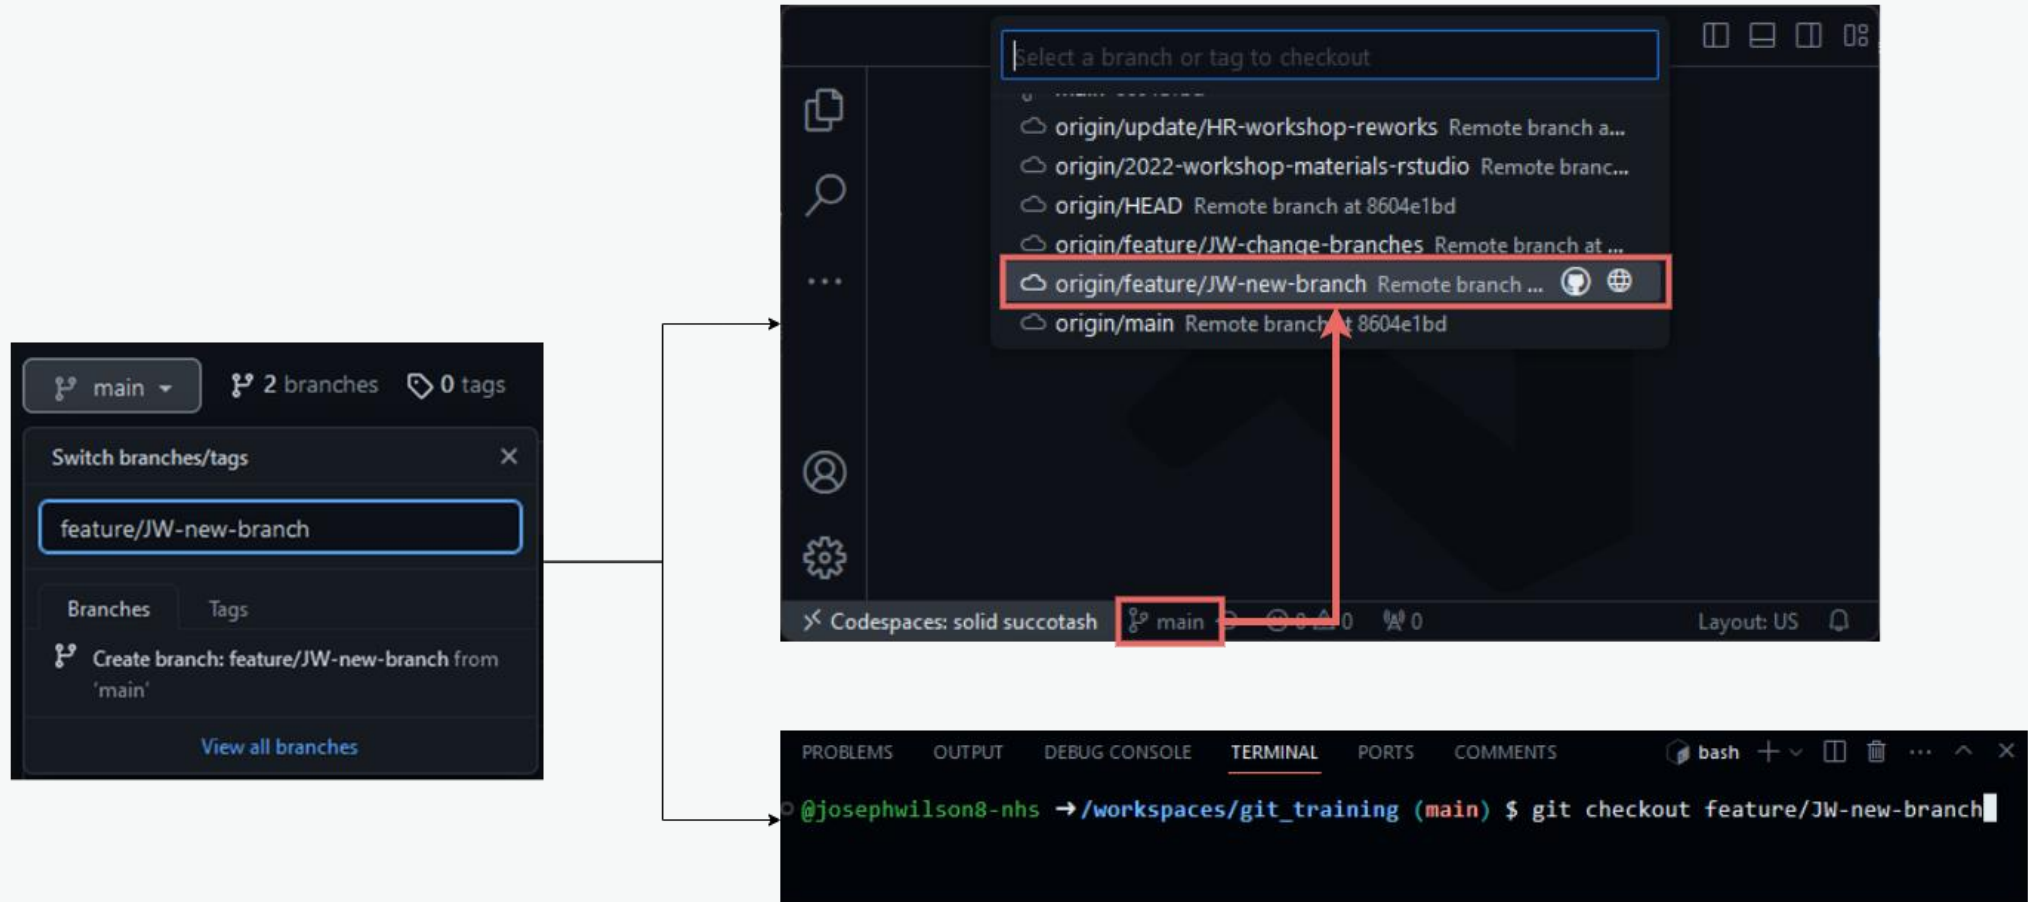 main
2 branches
0 tags
Switch branches/tags
feature/JW-new-branch
Branches Tags
Create branch: feature/JW-new-branch from
'main'
View all branches
Select a branch or tag to checkout
origin/update/HR-workshop-reworks Remote branch a...
origin/2022-workshop-materials-rstudio Remote branc...
origin/HEAD Remote branch at 8604e1bd
origin/feature/JW-change-branches Remote branch at ...
origin/feature/JW-new-branch Remote branch ...
origin/main Remote branch at 8604e1bd
Codespaces: solid succotash main 0 0 0 Layout: US
PROBLEMS OUTPUT DEBUG CONSOLE TERMINAL PORTS COMMENTS bash ...
@josephwilson8-nhs →/workspaces/git_training (main) $ git checkout feature/JW-new-branch